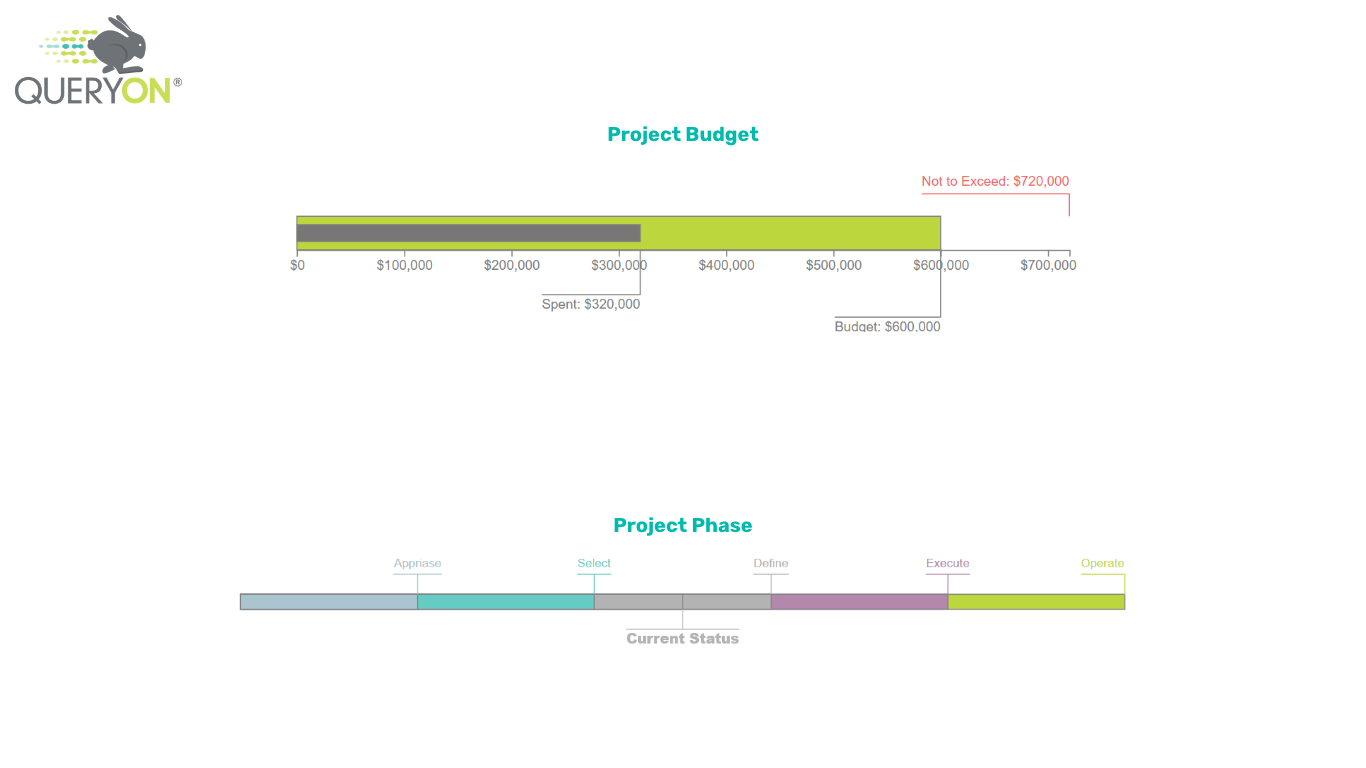 QUERYON®
Project Budget
Not to Exceed: $720,000
$0 $100,000 $200,000 $300,000 $400,000 $500,000 $600,000 $700,000
Spent: $320,000
Budget: $600.000
Project Phase
Appriase Select Define Execute Operate
Current Status